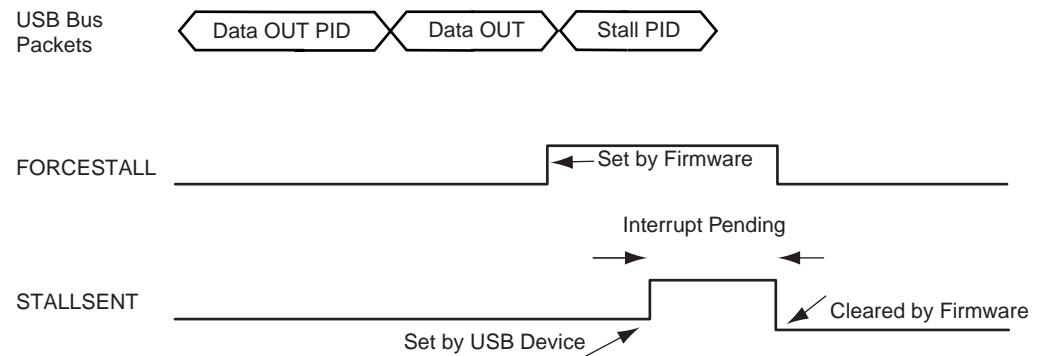 USB Bus
Packets
Data OUT PID
Data OUT
Stall PID
FORCESTALL
Set by Firmware
Interrupt Pending
STALLSENT
Cleared by Firmware
Set by USB Device